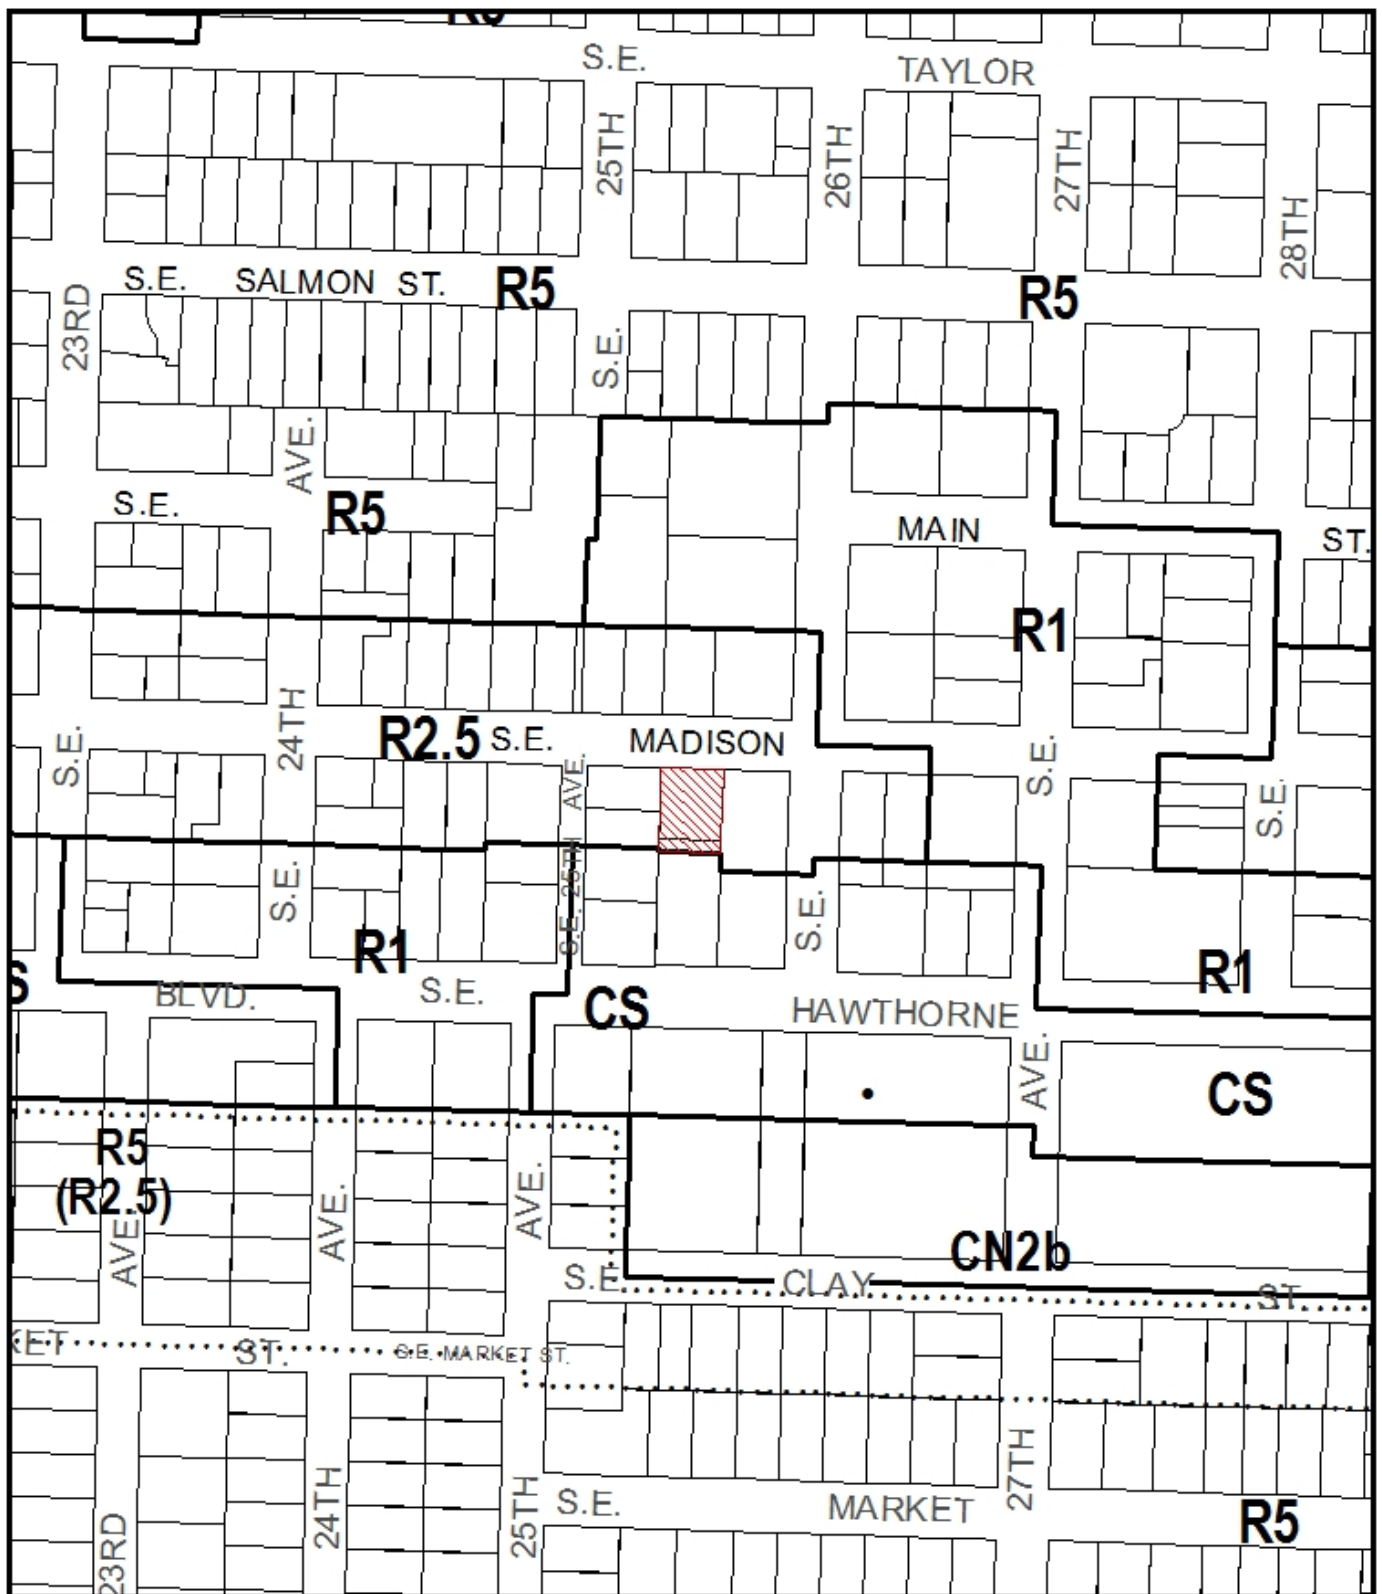 R5
S.E.
TAYLOR
25TH
26TH
27TH
28TH
S.E. SALMON ST.
R5
R5
23RD
S.E.
AVE.
S.E.
R5
MAIN
ST.
R1
24TH
R2.5
S.E.
MADISON
S.E.
AVE.
S.E.
S.E.
S.E. 25TH
S.E.
S.E.
R1
R1
S
BLVD.
S.E.
CS
HAWTHORNE
AVE.
CS
R5
(R2.5)
AVE.
AVE.
AVE.
CN2b
S.E.
CLAY
ST.
KET
ST.
S.E. MARKET ST.
27TH
24TH
25TH
S.E.
MARKET
R5
23RD